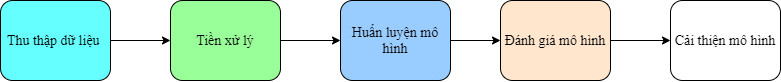 Thu thập dữ liệu
Tiền xử lý
Huấn luyện mô
hình
Đánh giá mô hình
Cải thiện mô hình